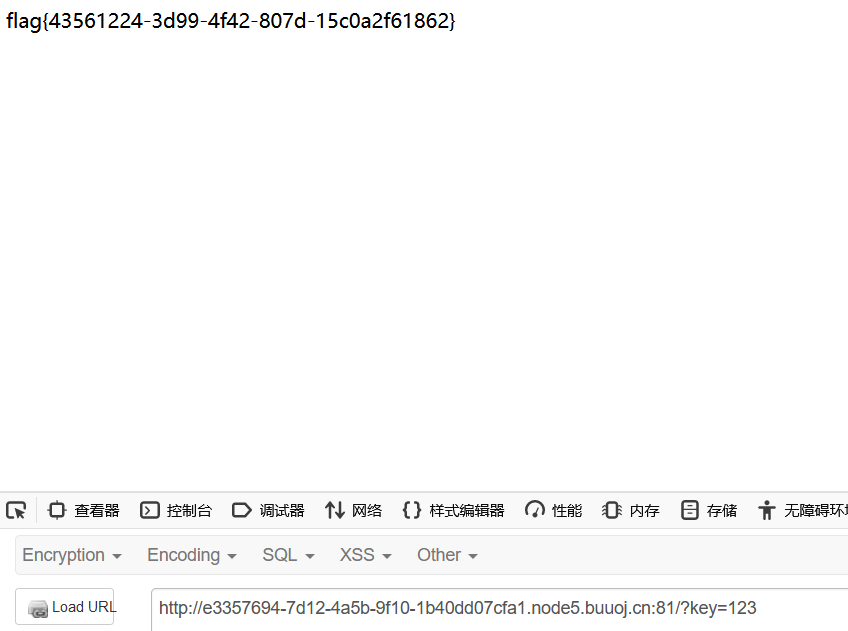 flag{43561224-3d99-4f42-807d-15c0a2f61862}
查看器 控制台 调试器 网络 样式编辑器 性能 内存 存储 无障碍环
Encryption Encoding SQL XSS Other
Load URL http://e3357694-7d12-4a5b-9f10-1b40dd07cfa1.node5.buuoj.cn:81/?key=123